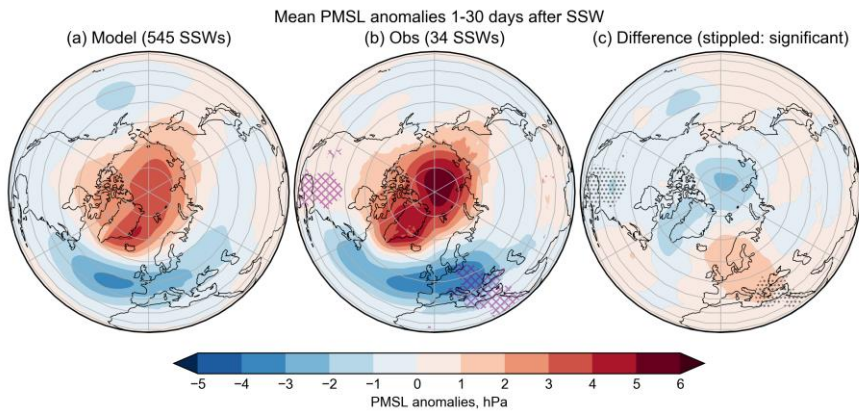 Mean PMSL anomalies 1-30 days after SSW
(a) Model (545 SSWs)
(b) Obs (34 SSWs)
(c) Difference (stippled: significant)
−5 −4 −3 −2 −1 0 1 2 3 4 5 6
PMSL anomalies, hPa